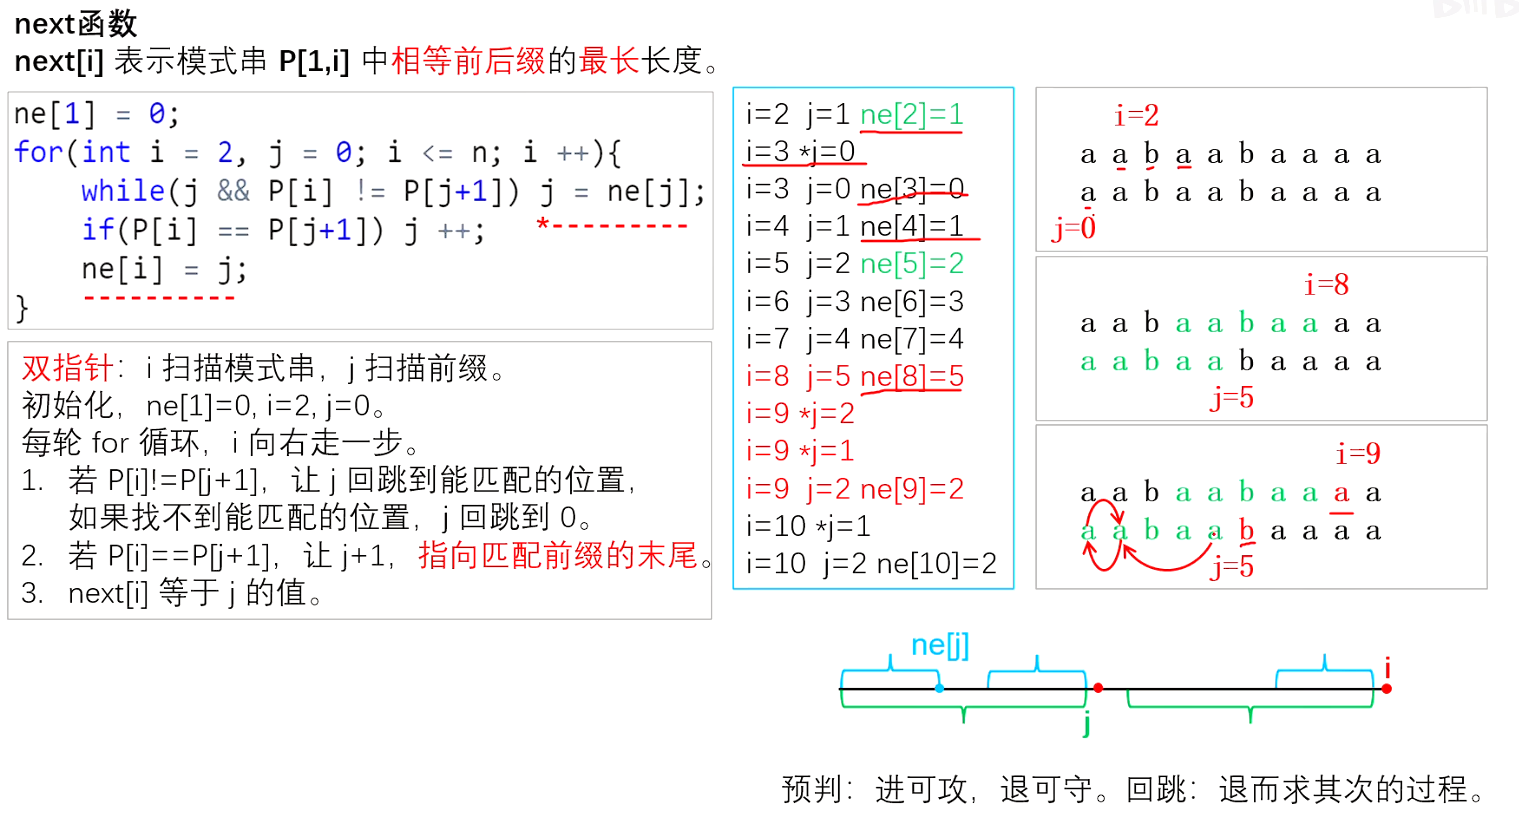 next函数
next[i] 表示模式串 P[1,i] 中相等前后缀的最长长度。
ne[1] = 0;
for(int i = 2, j = 0; i <= n; i ++){
while(j && P[i] != P[j+1]) j = ne[j];
if(P[i] == P[j+1]) j ++; *---------
ne[i] = j;
----------
}
双指针：i 扫描模式串，j 扫描前缀。
初始化，ne[1]=0, i=2, j=0。
每轮 for 循环，i 向右走一步。
1. 若 P[i]!=P[j+1]，让 j 回跳到能匹配的位置，
如果找不到能匹配的位置，j 回跳到 0。
2. 若 P[i]==P[j+1]，让 j+1，指向匹配前缀的末尾。
3. next[i] 等于 j 的值。
i=2 j=1 ne[2]=1
i=3 *j=0
i=3 j=0 ne[3]=0
i=4 j=1 ne[4]=1
i=5 j=2 ne[5]=2
i=6 j=3 ne[6]=3
i=7 j=4 ne[7]=4
i=8 j=5 ne[8]=5
i=9 *j=2
i=9 *j=1
i=9 j=2 ne[9]=2
i=10 *j=1
i=10 j=2 ne[10]=2
i=2
a a b a a b a a a a
a a b a a b a a a a
j=0
i=8
a a b a a b a a a a
a a b a a b a a a a
j=5
i=9
a a b a a b a a a a
a a b a a b a a a a
j=5
ne[j]
i
j
预判：进可攻，退可守。回跳：退而求其次的过程。